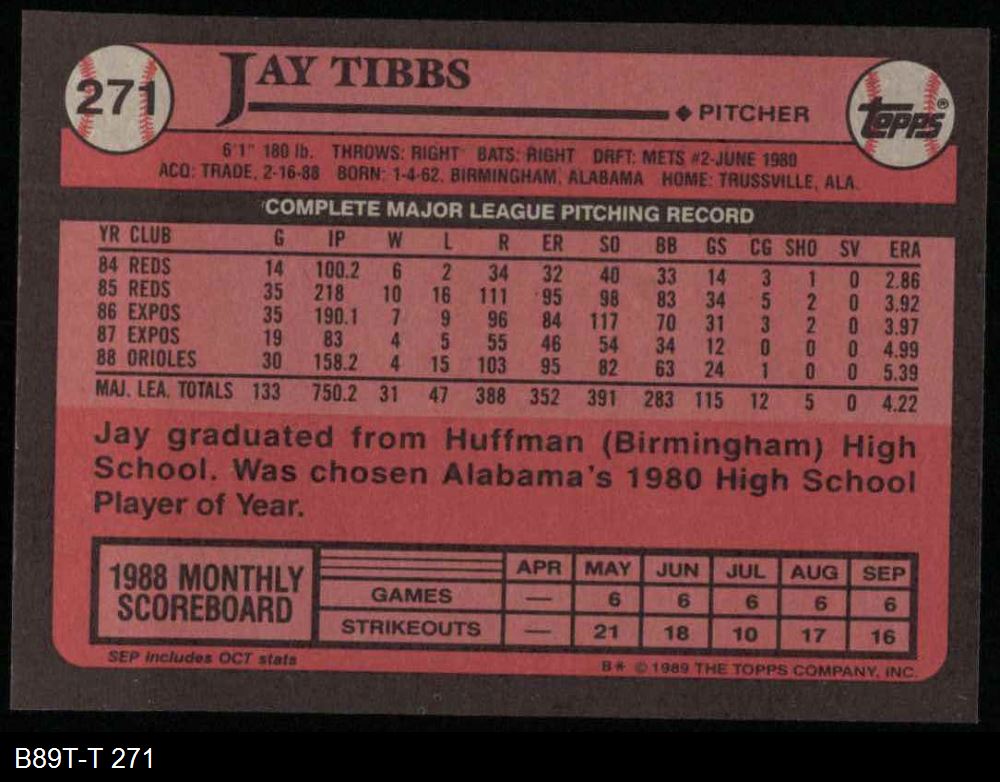 271
JAY TIBBS
PITCHER
TOPPS®
6'1" 180 lb. THROWS: RIGHT BATS: RIGHT DRFT: METS #2-JUNE 1980
ACQ: TRADE, 2-16-88 BORN: 1-4-62, BIRMINGHAM, ALABAMA HOME: TRUSSVILLE, ALA.
COMPLETE MAJOR LEAGUE PITCHING RECORD
YR CLUB G IP W L R ER SO BB GS CG SHO SV ERA
84 REDS 14 100.2 6 2 34 32 40 33 14 3 1 0 2.86
85 REDS 35 218 10 16 111 95 98 83 34 5 2 0 3.92
86 EXPOS 35 190.1 7 9 96 84 117 70 31 3 2 0 3.97
87 EXPOS 19 83 4 5 55 46 54 34 12 0 0 0 4.99
88 ORIOLES 30 158.2 4 15 103 95 82 63 24 1 0 0 5.39
MAJ. LEA. TOTALS 133 750.2 31 47 388 352 391 283 115 12 5 0 4.22
Jay graduated from Huffman (Birmingham) High
School. Was chosen Alabama's 1980 High School
Player of Year.
1988 MONTHLY
SCOREBOARD
APR MAY JUN JUL AUG SEP
GAMES — 6 6 6 6 6
STRIKEOUTS — 21 18 10 17 16
SEP includes OCT stats
B* © 1989 THE TOPPS COMPANY, INC.
B89T-T 271